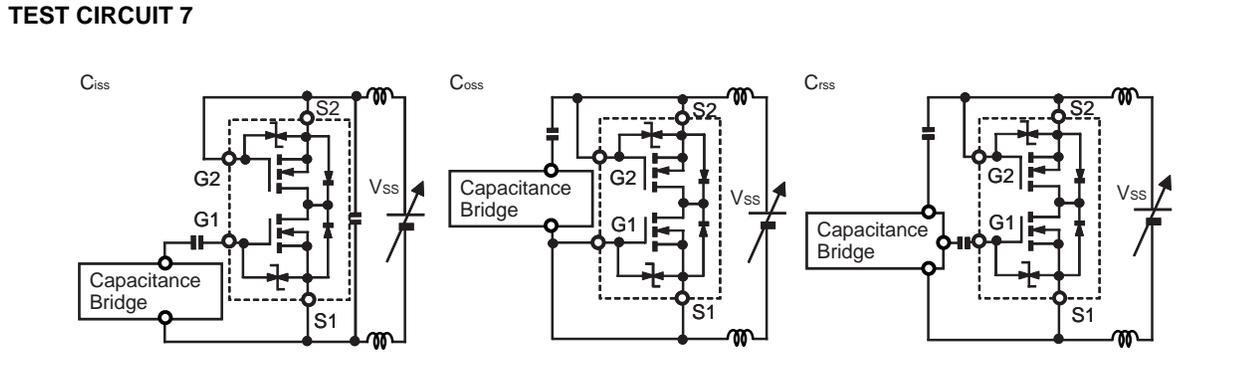 TEST CIRCUIT 7
Ciss
S2
G2
G1
VSS
Capacitance
Bridge
S1
Coss
S2
G2
Capacitance
Bridge
G1
VSS
S1
Crss
S2
G2
G1
VSS
Capacitance
Bridge
S1